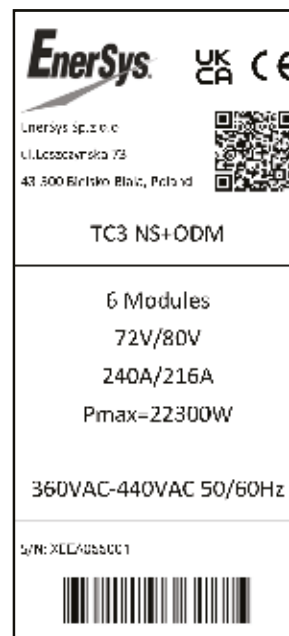 EnerSys.
UK
CA
CE
EnerSys Sp. z o.o.
ul. Leszczyńska 73
43-300 Bielsko-Biala, Poland
TC3 NS+ODM
6 Modules
72V/80V
240A/216A
Pmax=22300W
360VAC-440VAC 50/60Hz
S/N: